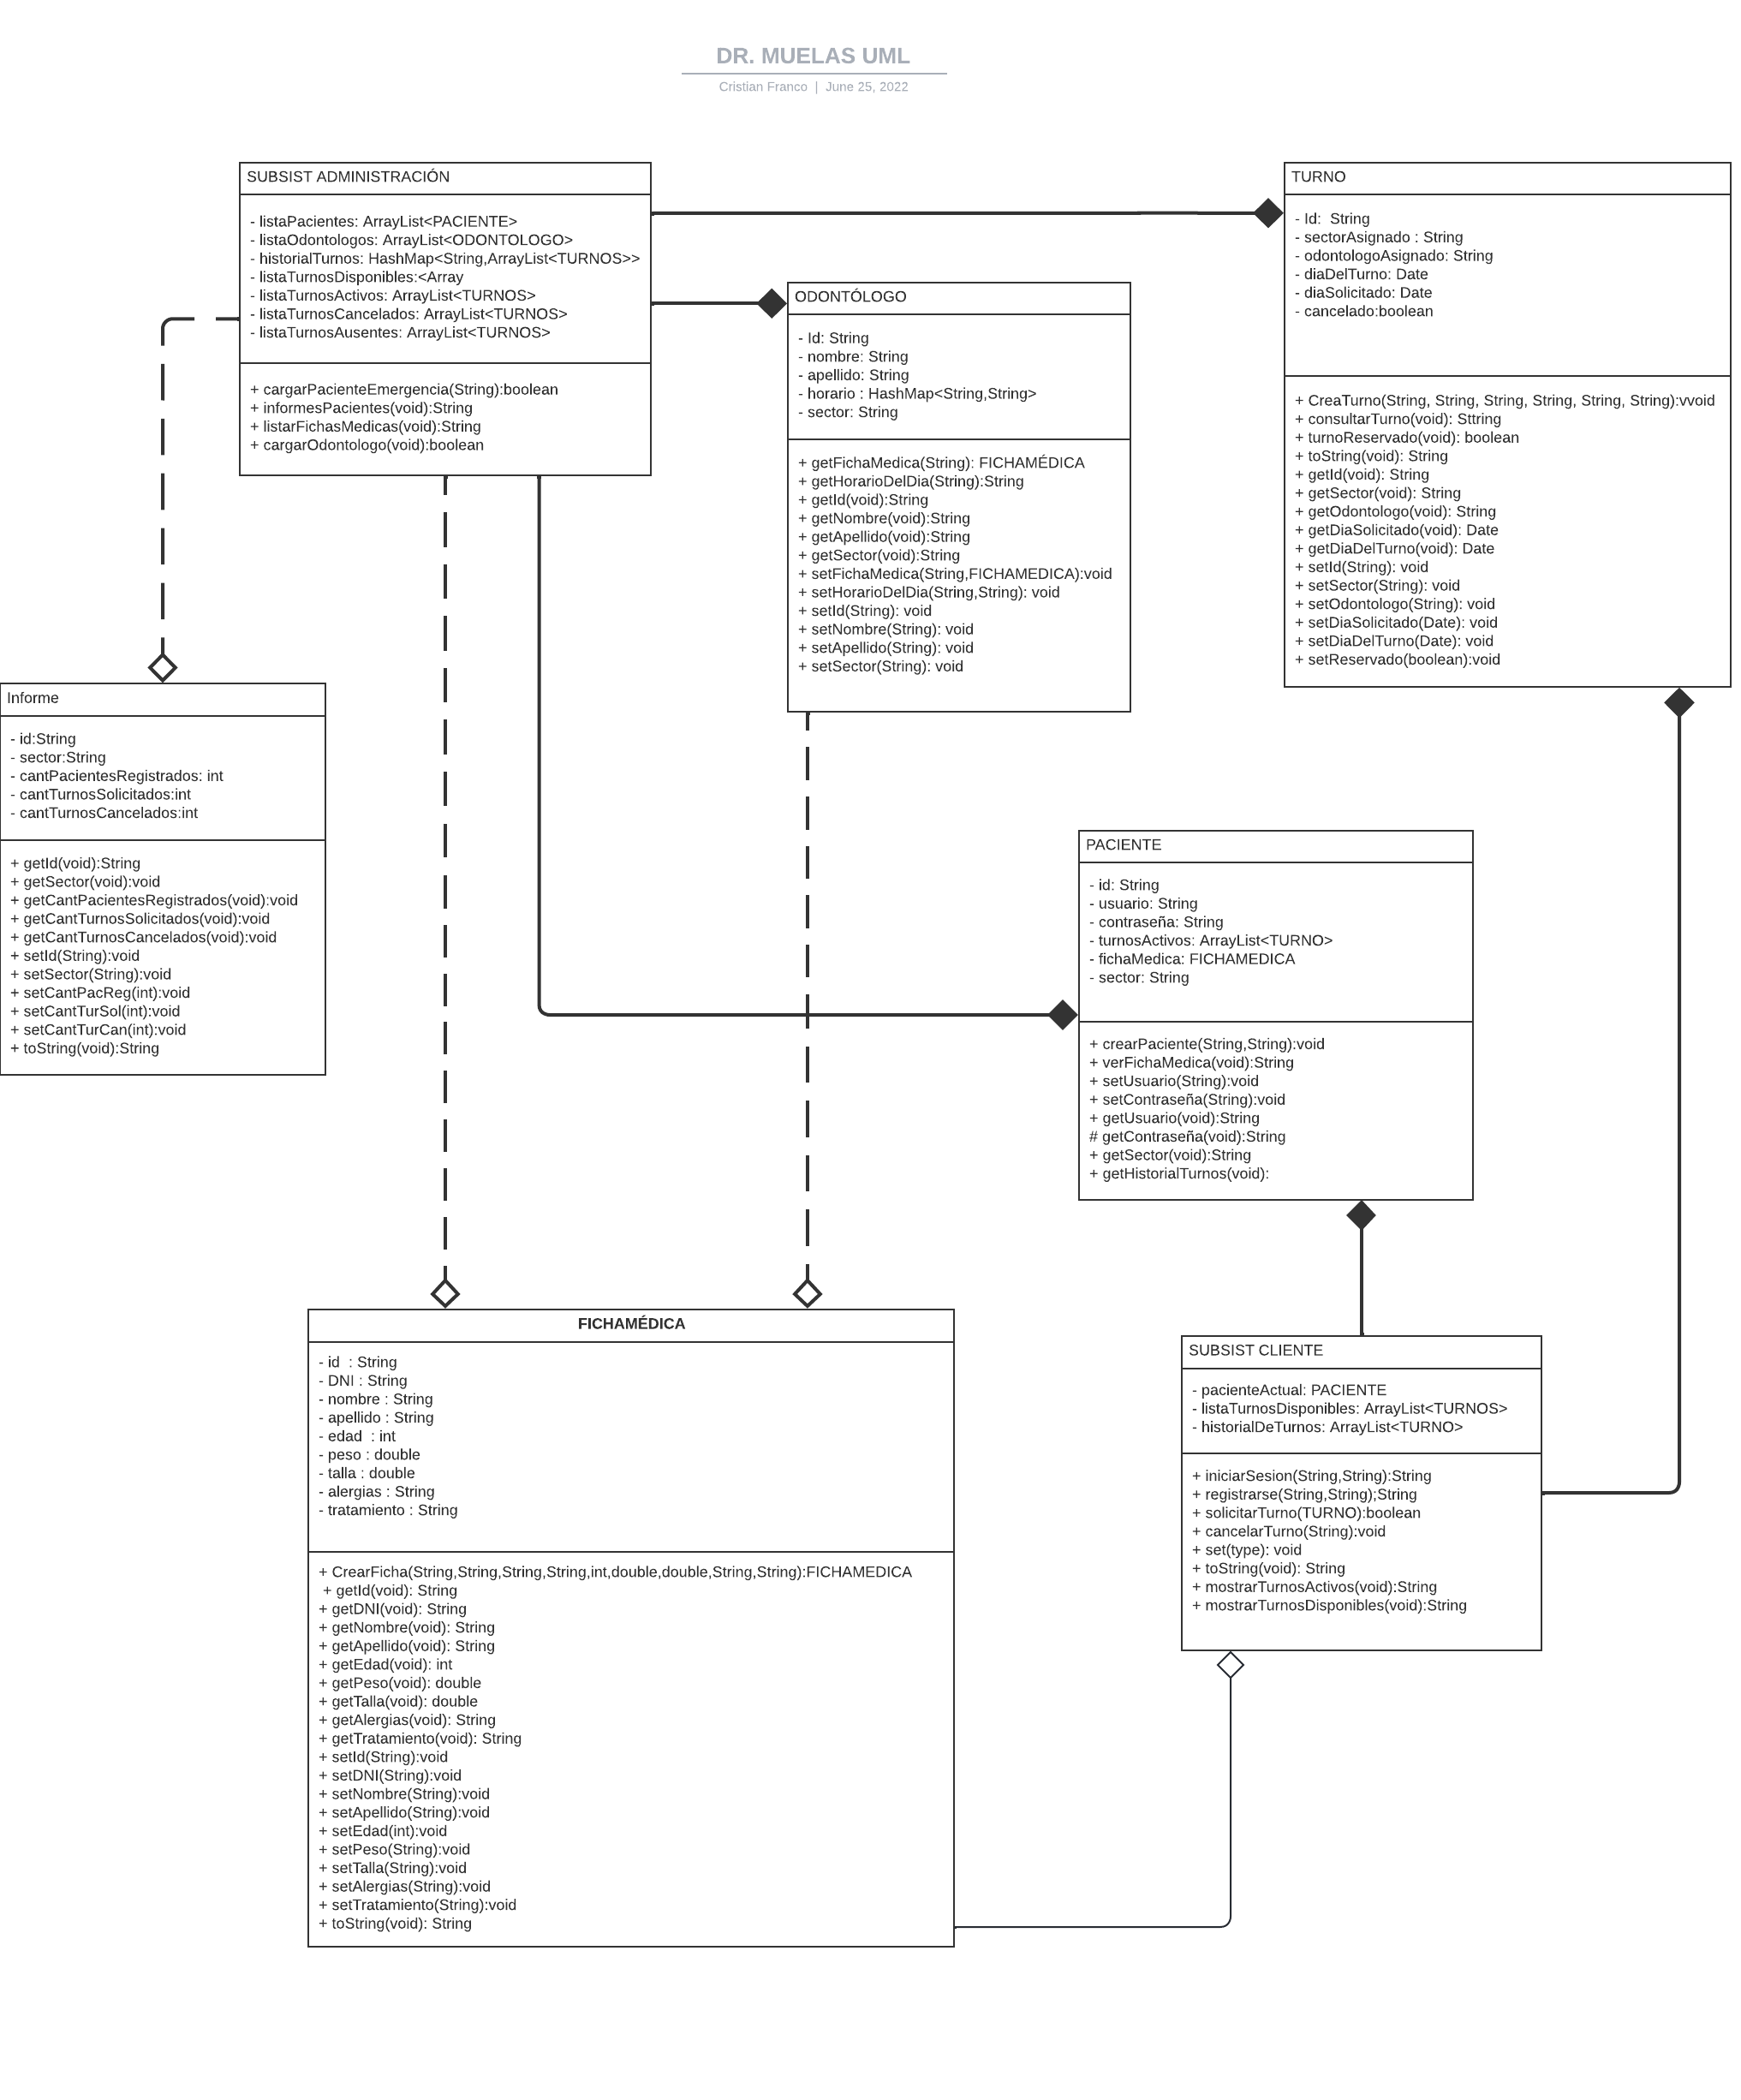 DR. MUELAS UML
Cristian Franco | June 25, 2022
SUBSIST ADMINISTRACIÓN
- listaPacientes: ArrayList<PACIENTE>
- listaOdontologos: ArrayList<ODONTOLOGO>
- historialTurnos: HashMap<String,ArrayList<TURNOS>>
- listaTurnosDisponibles:<Array
- listaTurnosActivos: ArrayList<TURNOS>
- listaTurnosCancelados: ArrayList<TURNOS>
- listaTurnosAusentes: ArrayList<TURNOS>
+ cargarPacienteEmergencia(String):boolean
+ informesPacientes(void):String
+ listarFichasMedicas(void):String
+ cargarOdontologo(void):boolean
TURNO
- Id:  String
- sectorAsignado : String
- odontologoAsignado: String
- diaDelTurno: Date
- diaSolicitado: Date
- cancelado:boolean
+ CreaTurno(String, String, String, String, String, String):vvoid
+ consultarTurno(void): Sttring
+ turnoReservado(void): boolean
+ toString(void): String
+ getId(void): String
+ getSector(void): String
+ getOdontologo(void): String
+ getDiaSolicitado(void): Date
+ getDiaDelTurno(void): Date
+ setId(String): void
+ setSector(String): void
+ setOdontologo(String): void
+ setDiaSolicitado(Date): void
+ setDiaDelTurno(Date): void
+ setReservado(boolean):void
ODONTÓLOGO
- Id: String
- nombre: String
- apellido: String
- horario : HashMap<String,String>
- sector: String
+ getFichaMedica(String): FICHAMÉDICA
+ getHorarioDelDia(String):String
+ getId(void):String
+ getNombre(void):String
+ getApellido(void):String
+ getSector(void):String
+ setFichaMedica(String,FICHAMEDICA):void
+ setHorarioDelDia(String,String): void
+ setId(String): void
+ setNombre(String): void
+ setApellido(String): void
+ setSector(String): void
Informe
- id:String
- sector:String
- cantPacientesRegistrados: int
- cantTurnosSolicitados:int
- cantTurnosCancelados:int
+ getId(void):String
+ getSector(void):void
+ getCantPacientesRegistrados(void):void
+ getCantTurnosSolicitados(void):void
+ getCantTurnosCancelados(void):void
+ setId(String):void
+ setSector(String):void
+ setCantPacReg(int):void
+ setCantTurSol(int):void
+ setCantTurCan(int):void
+ toString(void):String
PACIENTE
- id: String
- usuario: String
- contraseña: String
- turnosActivos: ArrayList<TURNO>
- fichaMedica: FICHAMEDICA
- sector: String
+ crearPaciente(String,String):void
+ verFichaMedica(void):String
+ setUsuario(String):void
+ setContraseña(String):void
+ getUsuario(void):String
# getContraseña(void):String
+ getSector(void):String
+ getHistorialTurnos(void):
FICHAMÉDICA
- id  : String
- DNI : String
- nombre : String
- apellido : String
- edad  : int
- peso : double
- talla : double
- alergias : String
- tratamiento : String
+ CrearFicha(String,String,String,String,int,double,double,String,String):FICHAMEDICA
+ getId(void): String
+ getDNI(void): String
+ getNombre(void): String
+ getApellido(void): String
+ getEdad(void): int
+ getPeso(void): double
+ getTalla(void): double
+ getAlergias(void): String
+ getTratamiento(void): String
+ setId(String):void
+ setDNI(String):void
+ setNombre(String):void
+ setApellido(String):void
+ setEdad(int):void
+ setPeso(String):void
+ setTalla(String):void
+ setAlergias(String):void
+ setTratamiento(String):void
+ toString(void): String
SUBSIST CLIENTE
- pacienteActual: PACIENTE
- listaTurnosDisponibles: ArrayList<TURNOS>
- historialDeTurnos: ArrayList<TURNO>
+ iniciarSesion(String,String):String
+ registrarse(String,String);String
+ solicitarTurno(TURNO):boolean
+ cancelarTurno(String):void
+ set(type): void
+ toString(void): String
+ mostrarTurnosActivos(void):String
+ mostrarTurnosDisponibles(void):String